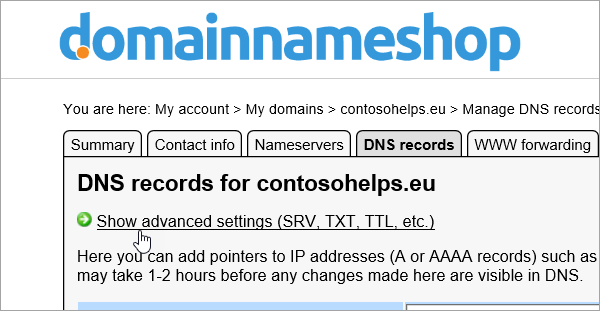 domainnameshop
You are here: My account > My domains > contosohelps.eu > Manage DNS records
Summary
Contact info
Nameservers
DNS records
WWW forwarding
DNS records for contosohelps.eu
Show advanced settings (SRV, TXT, TTL, etc.)
Here you can add pointers to IP addresses (A or AAAA records) such as
may take 1-2 hours before any changes made here are visible in DNS.